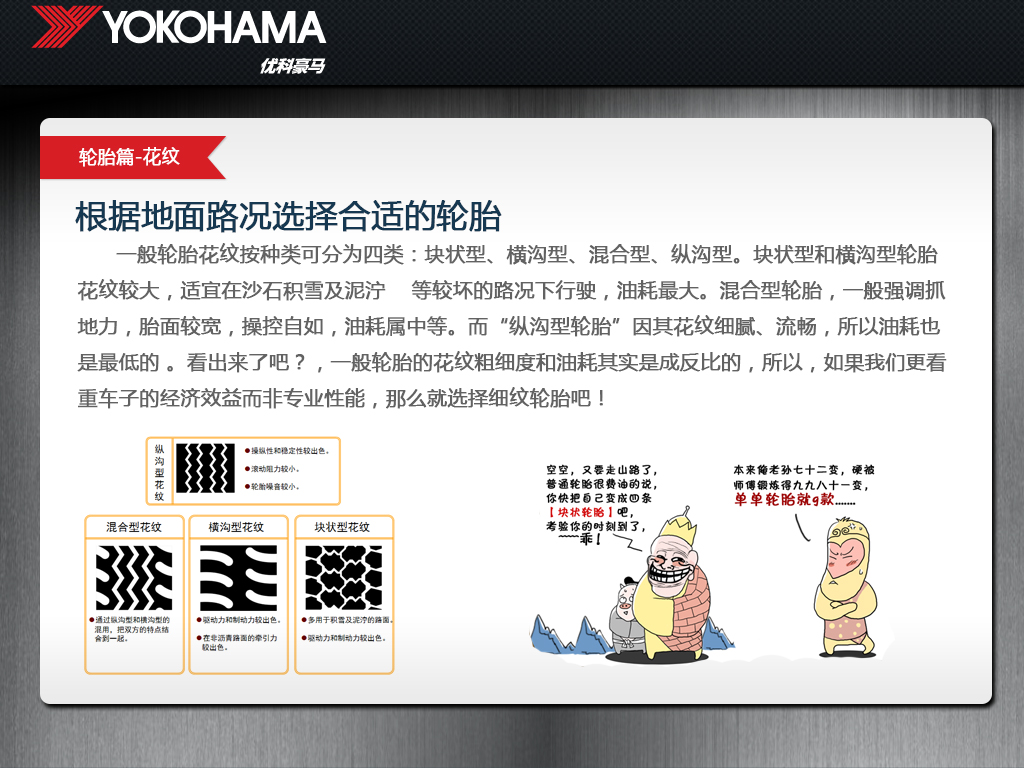 YOKOHAMA
优科豪马
轮胎篇-花纹
根据地面路况选择合适的轮胎
一般轮胎花纹按种类可分为四类：块状型、横沟型、混合型、纵沟型。块状型和横沟型轮胎
花纹较大，适宜在沙石积雪及泥泞 等较坏的路况下行驶，油耗最大。混合型轮胎，一般强调抓
地力，胎面较宽，操控自如，油耗属中等。而“纵沟型轮胎”因其花纹细腻、流畅，所以油耗也
是最低的 。看出来了吧？，一般轮胎的花纹粗细度和油耗其实是成反比的，所以，如果我们更看
重车子的经济效益而非专业性能，那么就选择细纹轮胎吧！
纵沟型花纹
●操纵性和稳定性较出色。
●滚动阻力较小。
●轮胎噪音较小。
混合型花纹
●通过纵沟型和横沟型的
混用，把双方的特点结
合到一起。
横沟型花纹
●驱动力和制动力较出色。
●在非沥青路面的牵引力
较出色。
块状型花纹
●多用于积雪及泥泞的路面。
●驱动力和制动力较出色。
空空，又要走山路了，
普通轮胎很费油的说，
你快把自己变成四条
【块状轮胎】吧，
考验你的时刻到了，
~~~~乖！
本来俺老孙七十二变，硬被
师傅锻炼得九九八十一变，
单单轮胎就9款.......